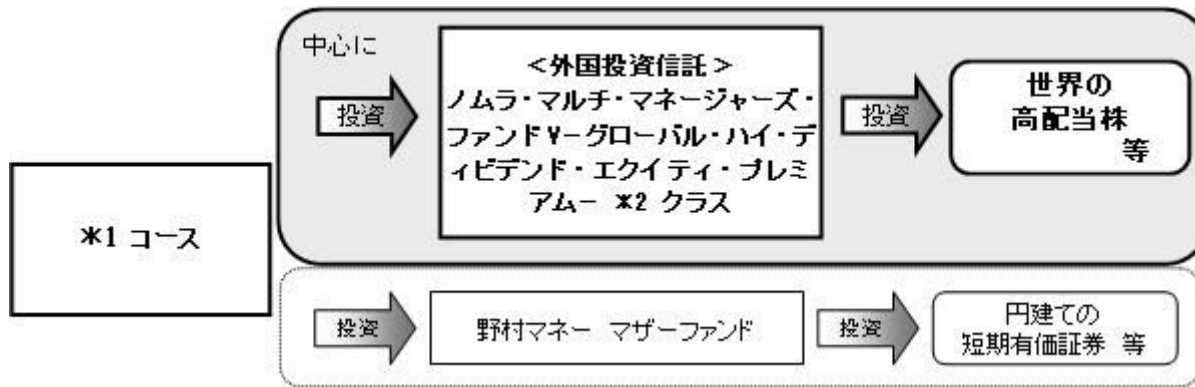 中心に
投資
<外国投資信託>
ノムラ・マルチ・マネージャーズ・
ファンドⅤ-グローバル・ハイ・デ
ィビデンド・エクイティ・プレミ
アム- *2 クラス
投資
世界の
高配当株
等
*1 コース
投資
野村マネー マザーファンド
投資
円建ての
短期有価証券 等